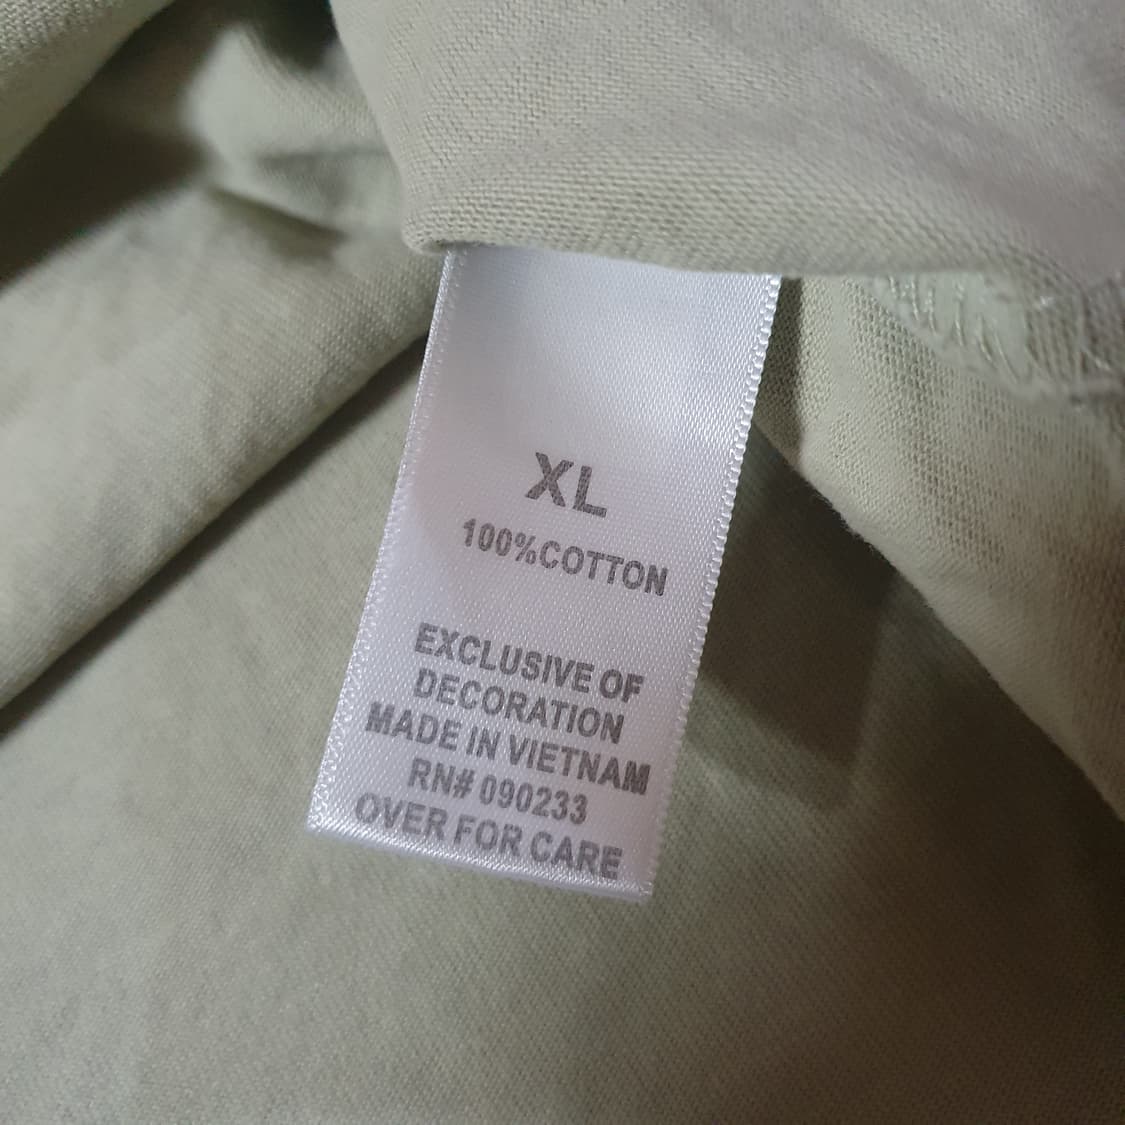 XL
100%COTTON
EXCLUSIVE OF
DECORATION
MADE IN VIETNAM
RN# 090233
OVER FOR CARE